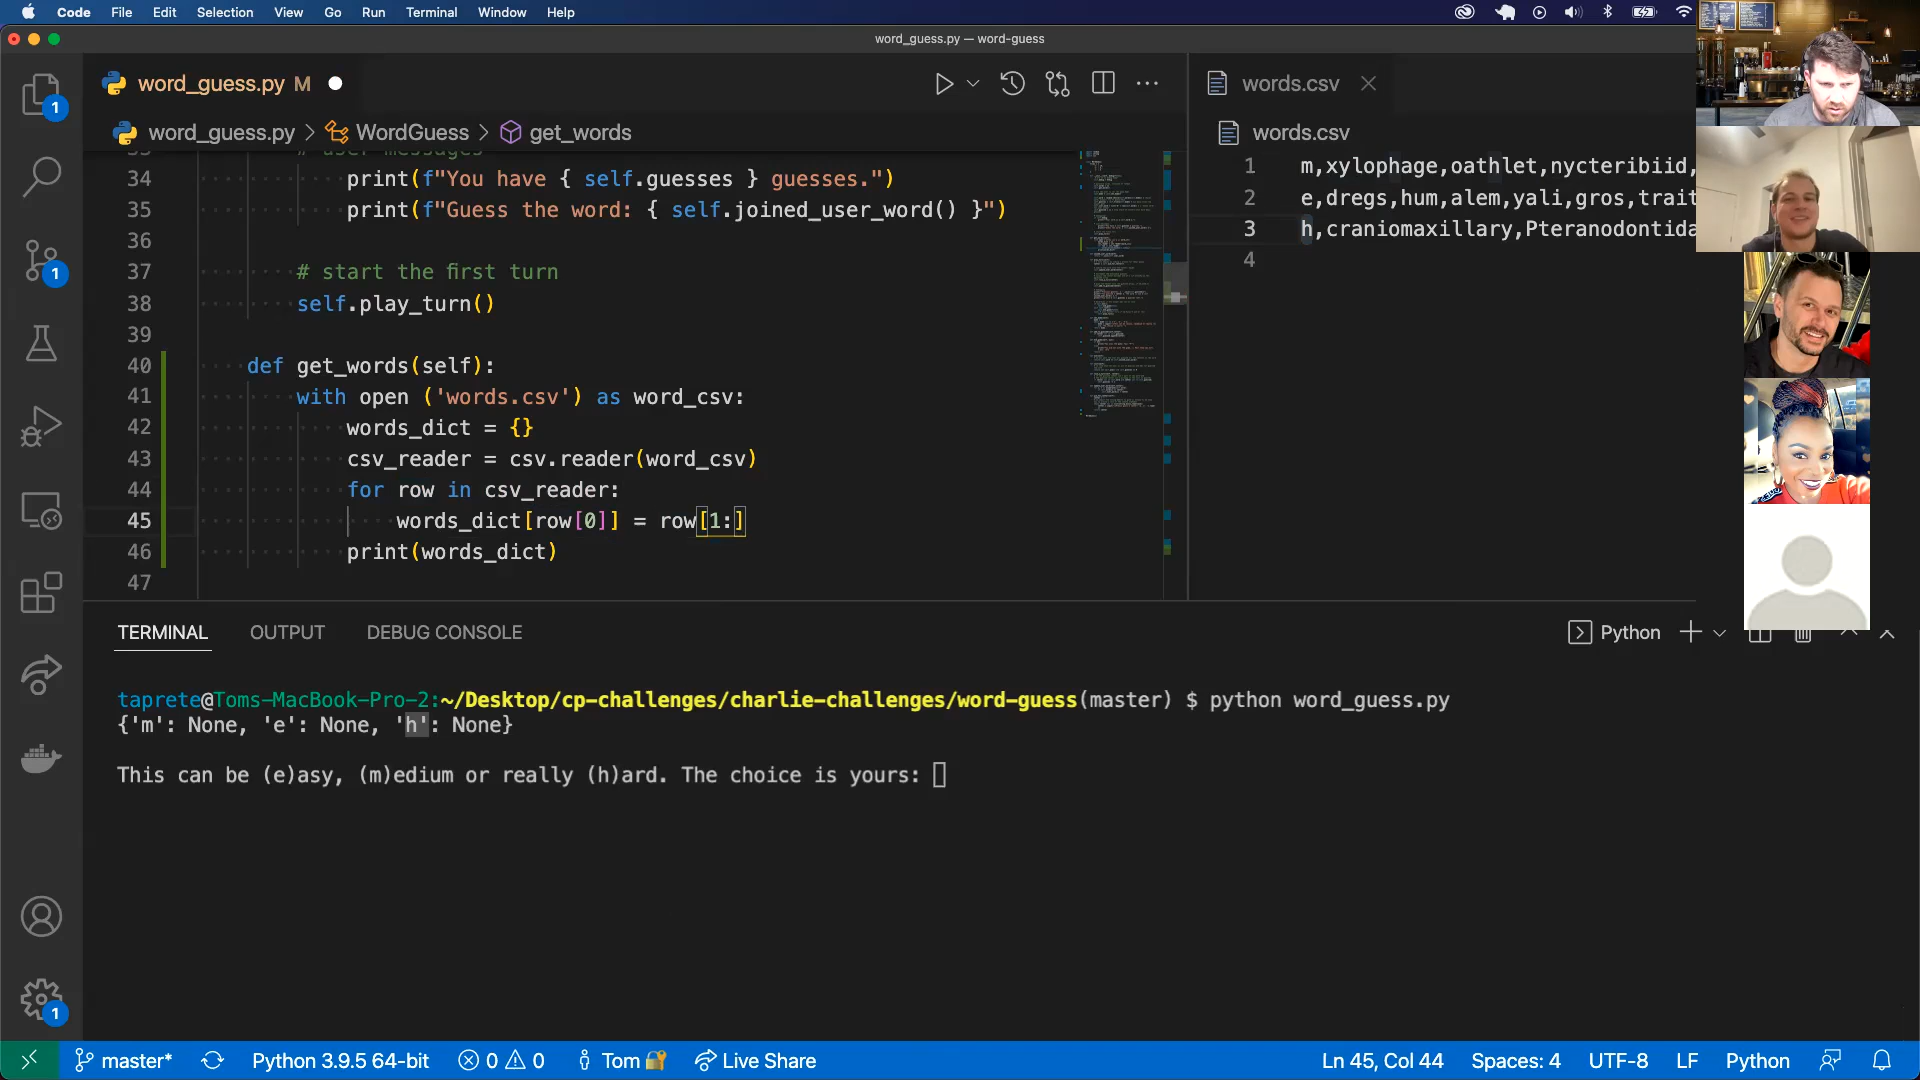 Code File Edit Selection View Go Run Terminal Window Help
word_guess.py — word-guess
word_guess.py M
words.csv
word_guess.py > WordGuess > get_words
words.csv
# user messages
34 print(f"You have { self.guesses } guesses.")
35 print(f"Guess the word: { self.joined_user_word() }")
36
37 # start the first turn
38 self.play_turn()
39
40 def get_words(self):
41 with open ('words.csv') as word_csv:
42 words_dict = {}
43 csv_reader = csv.reader(word_csv)
44 for row in csv_reader:
45 words_dict[row[0]] = row[1:]
46 print(words_dict)
47
1 m,xylophage,oathlet,nycteribiid,
2 e,dregs,hum,alem,yali,gros,trait
3 h,craniomaxillary,Pteranodontida
4
1
1
1
TERMINAL OUTPUT DEBUG CONSOLE
Python
taprete@Toms-MacBook-Pro-2:~/Desktop/cp-challenges/charlie-challenges/word-guess(master) $ python word_guess.py
{'m': None, 'e': None, 'h': None}
This can be (e)asy, (m)edium or really (h)ard. The choice is yours:
master* Python 3.9.5 64-bit 0 0 Tom Live Share Ln 45, Col 44 Spaces: 4 UTF-8 LF Python